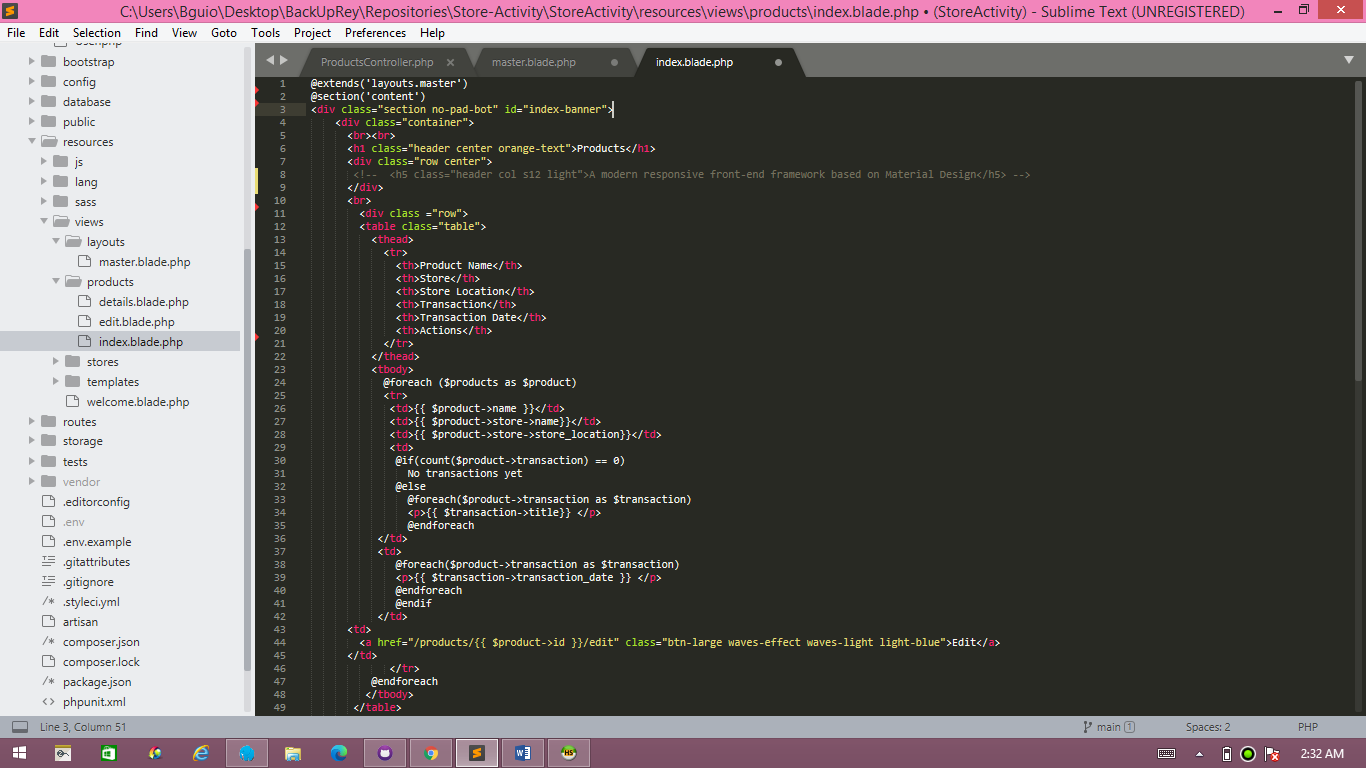 C:\Users\Bguio\Desktop\BackUpRey\Repositories\Store-Activity\StoreActivity\resources\views\products\index.blade.php • (StoreActivity) - Sublime Text (UNREGISTERED)
File Edit Selection Find View Goto Tools Project Preferences Help
bootstrap
config
database
public
resources
js
lang
sass
views
layouts
master.blade.php
products
details.blade.php
edit.blade.php
index.blade.php
stores
templates
welcome.blade.php
routes
storage
tests
vendor
.editorconfig
.env
.env.example
.gitattributes
.gitignore
.styleci.yml
artisan
composer.json
composer.lock
package.json
phpunit.xml
ProductsController.php master.blade.php index.blade.php
1 @extends('layouts.master')
2 @section('content')
3 <div class="section no-pad-bot" id="index-banner">
4 <div class="container">
5 <br><br>
6 <h1 class="header center orange-text">Products</h1>
7 <div class="row center">
8 <!--  <h5 class="header col s12 light">A modern responsive front-end framework based on Material Design</h5> -->
9 </div>
10 <br>
11 <div class ="row">
12 <table class="table">
13 <thead>
14 <tr>
15 <th>Product Name</th>
16 <th>Store</th>
17 <th>Store Location</th>
18 <th>Transaction</th>
19 <th>Transaction Date</th>
20 <th>Actions</th>
21 </tr>
22 </thead>
23 <tbody>
24 @foreach ($products as $product)
25 <tr>
26 <td>{{ $product->name }}</td>
27 <td>{{ $product->store->name}}</td>
28 <td>{{ $product->store->store_location}}</td>
29 <td>
30 @if(count($product->transaction) == 0)
31 No transactions yet
32 @else
33 @foreach($product->transaction as $transaction)
34 <p>{{ $transaction->title}} </p>
35 @endforeach
36 </td>
37 <td>
38 @foreach($product->transaction as $transaction)
39 <p>{{ $transaction->transaction_date }} </p>
40 @endforeach
41 @endif
42 </td>
43 <td>
44 <a href="/products/{{ $product->id }}/edit" class="btn-large waves-effect waves-light light-blue">Edit</a>
45 </td>
46 </tr>
47 @endforeach
48 </tbody>
49 </table>
Line 3, Column 51 main 1 Spaces: 2 PHP
2:32 AM